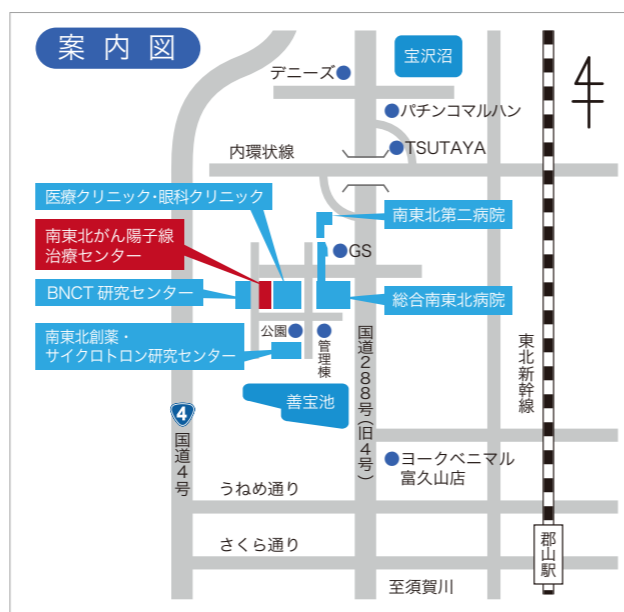 案内図
デニーズ
宝沢沼
パチンコマルハン
TSUTAYA
内環状線
医療クリニック・眼科クリニック
南東北第二病院
南東北がん陽子線
治療センター
GS
BNCT 研究センター
総合南東北病院
公園
管理棟
南東北創薬・
サイクロトロン研究センター
国道288号(旧4号)
東北新幹線
善宝池
4
国道4号
ヨークベニマル
富久山店
うねめ通り
さくら通り
郡山駅
至須賀川